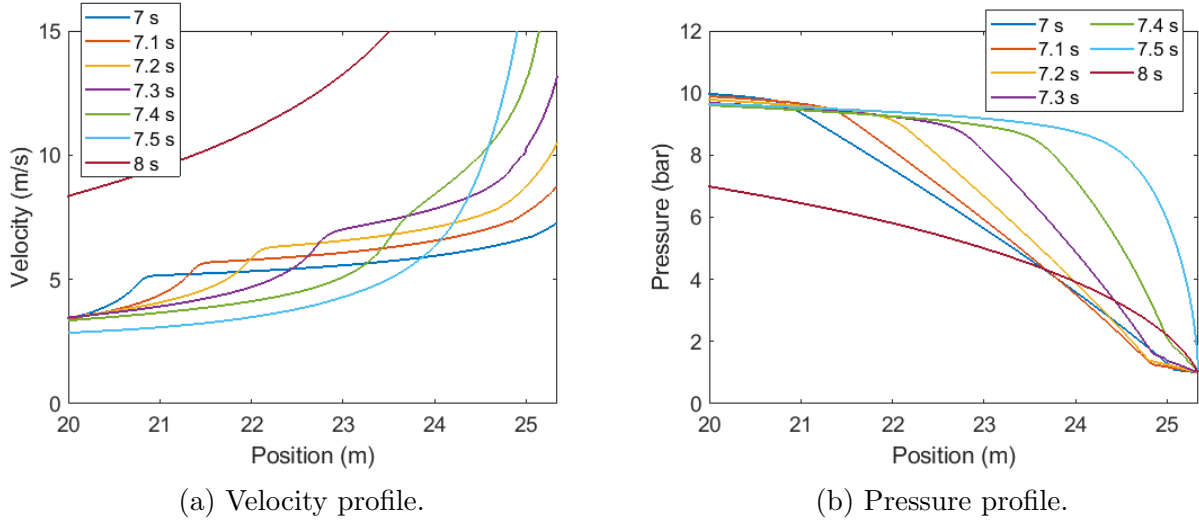 15
10
5
0
Velocity (m/s)
20 21 22 23 24 25
Position (m)
7 s
7.1 s
7.2 s
7.3 s
7.4 s
7.5 s
8 s
(a) Velocity profile.
12
10
8
6
4
2
0
Pressure (bar)
20 21 22 23 24 25
Position (m)
7 s
7.1 s
7.2 s
7.3 s
7.4 s
7.5 s
8 s
(b) Pressure profile.